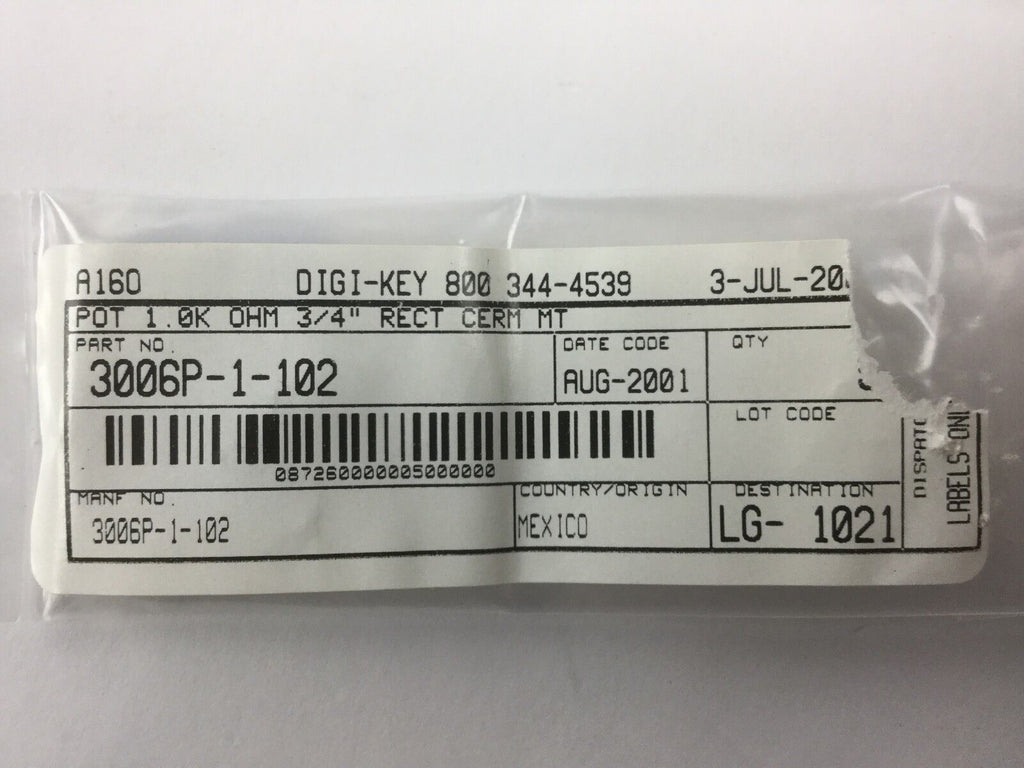 A160 DIGI-KEY 800 344-4539 3-JUL-20
POT 1.0K OHM 3/4" RECT CERM MT
PART NO. DATE CODE QTY
3006P-1-102 AUG-2001
LOT CODE
0872600000005000000
MANF NO. COUNTRY/ORIGIN DESTINATION
3006P-1-102 MEXICO LG- 1021
LABELS